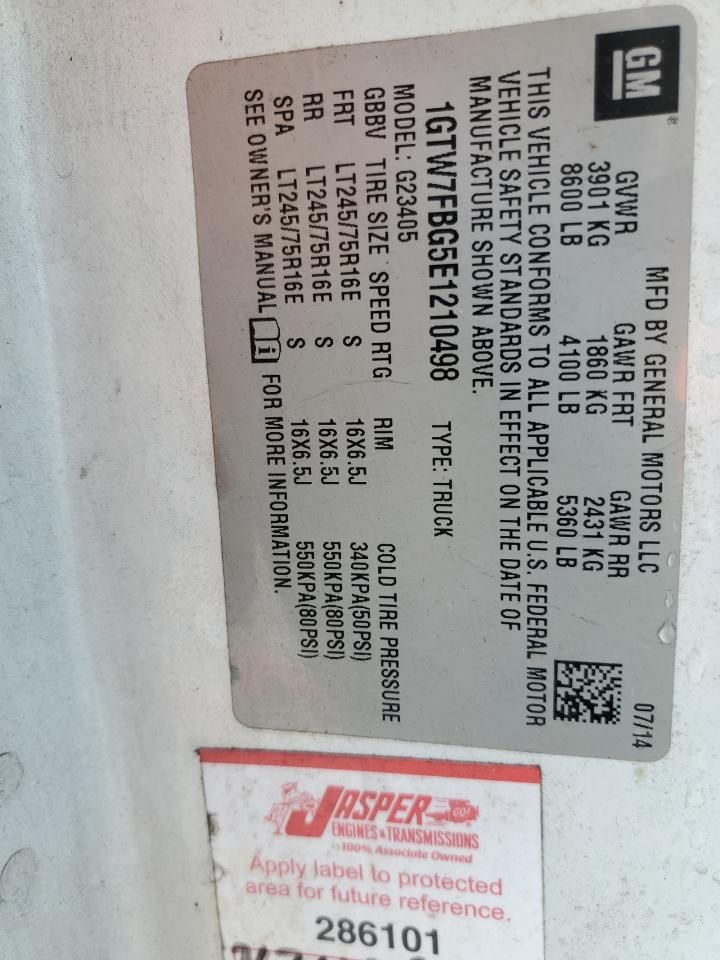 GM
®
MFD BY GENERAL MOTORS LLC 07/14
GVWR GAWR FRT GAWR RR
3901 KG 1860 KG 2431 KG
8600 LB 4100 LB 5360 LB
THIS VEHICLE CONFORMS TO ALL APPLICABLE U.S. FEDERAL MOTOR
VEHICLE SAFETY STANDARDS IN EFFECT ON THE DATE OF
MANUFACTURE SHOWN ABOVE.
1GTW7FBG5E1210498 TYPE: TRUCK
MODEL: G23405
GBBV TIRE SIZE SPEED RTG RIM COLD TIRE PRESSURE
FRT LT245/75R16E S 16X6.5J 340KPA(50PSI)
RR LT245/75R16E S 16X6.5J 550KPA(80PSI)
SPA LT245/75R16E S 16X6.5J 550KPA(80PSI)
SEE OWNER'S MANUAL i FOR MORE INFORMATION.
JASPER GO!
ENGINES & TRANSMISSIONS
100% Associate Owned
Apply label to protected
area for future reference.
286101